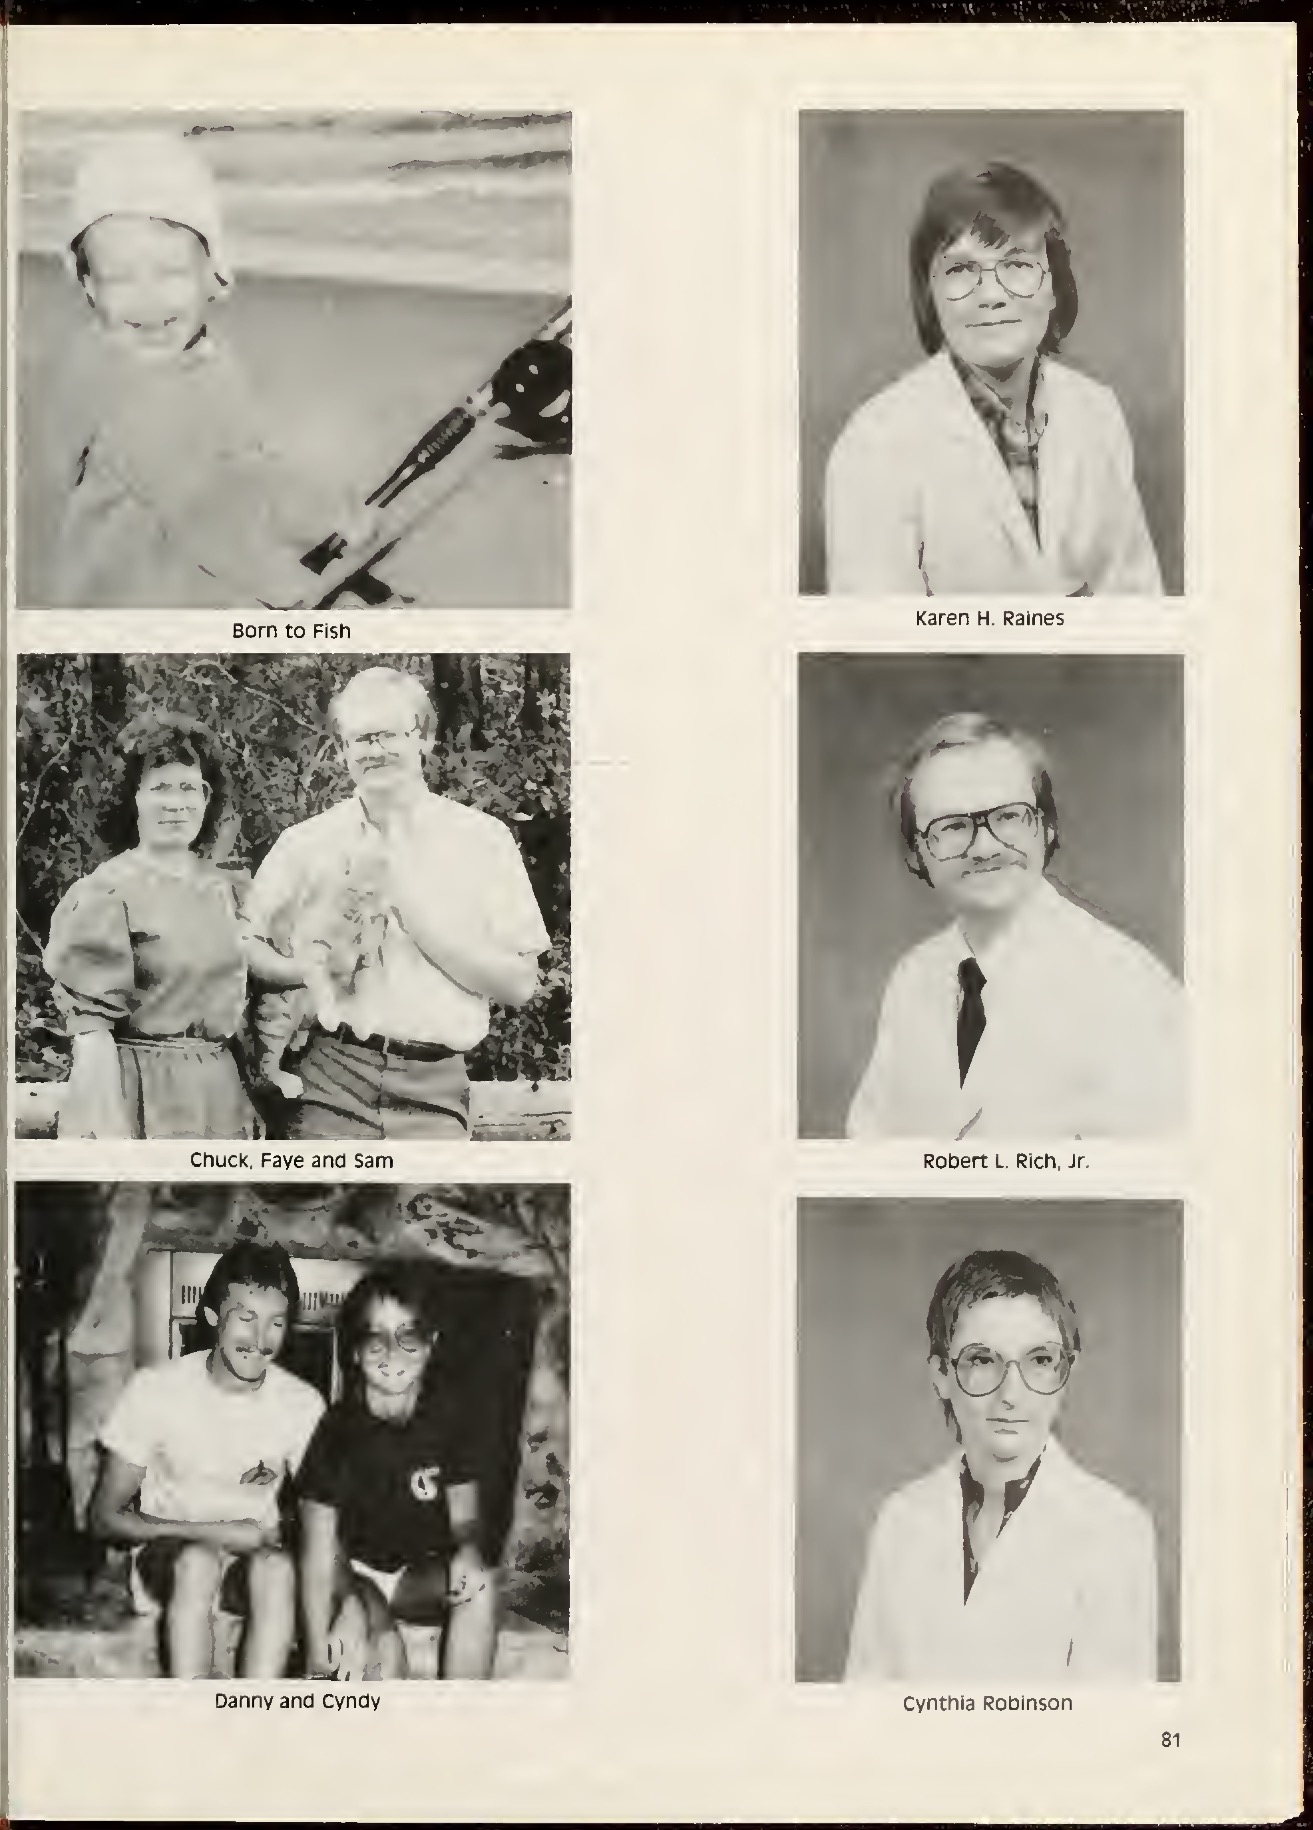 Born to Fish
Karen H. Raines
Chuck, Faye and Sam
Robert L. Rich, Jr.
Danny and Cyndy
Cynthia Robinson
81